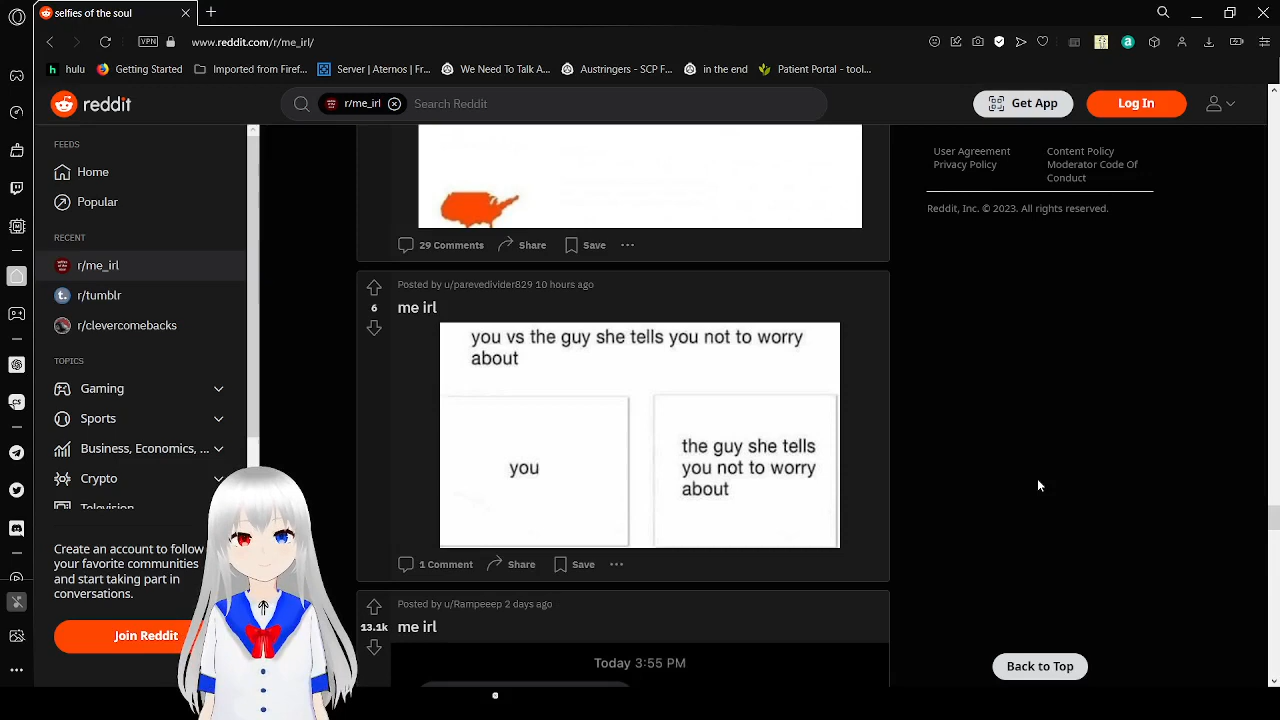 selfies of the soul
VPN
www.reddit.com/r/me_irl/
hulu
Getting Started
Imported from Firef...
Server | Aternos | Fr...
We Need To Talk A...
Austringers - SCP F...
in the end
Patient Portal - tool...
reddit
r/me_irl
Search Reddit
Get App
Log In
FEEDS
Home
Popular
RECENT
r/me_irl
r/tumblr
r/clevercomebacks
TOPICS
Gaming
Sports
Business, Economics, ...
Crypto
Television
Create an account to follow
your favorite communities
and start taking part in
conversations.
Join Reddit
29 Comments
Share
Save
Posted by u/parevedivider829 10 hours ago
6
me irl
you vs the guy she tells you not to worry
about
you
the guy she tells
you not to worry
about
1 Comment
Share
Save
Posted by u/Rampeeep 2 days ago
13.1k
me irl
Today 3:55 PM
User Agreement
Privacy Policy
Content Policy
Moderator Code Of
Conduct
Reddit, Inc. © 2023. All rights reserved.
Back to Top